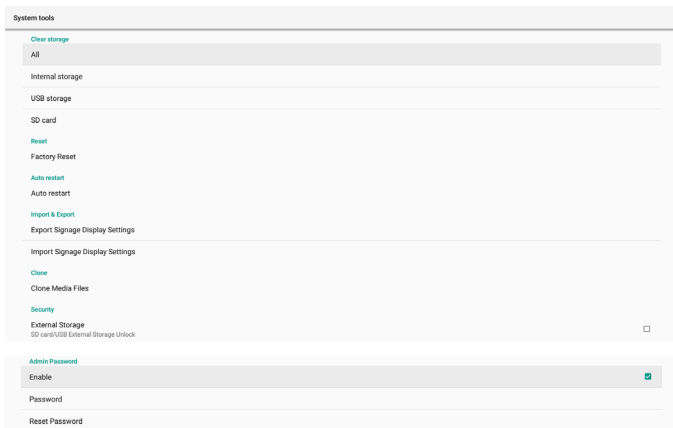 System tools
Clear storage
All
Internal storage
USB storage
SD card
Reset
Factory Reset
Auto restart
Auto restart
Import & Export
Export Signage Display Settings
Import Signage Display Settings
Clone
Clone Media Files
Security
External Storage
SD card/USB External Storage Unlock
Admin Password
Enable
Password
Reset Password